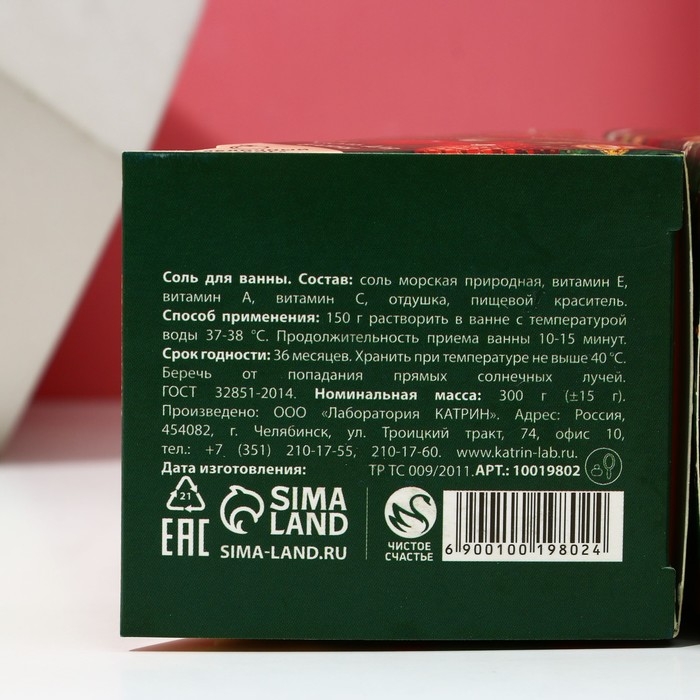 Соль для ванны. Состав: соль морская природная, витамин Е,
витамин А, витамин С, отдушка, пищевой краситель.
Способ применения: 150 г растворить в ванне с температурой
воды 37-38 °С. Продолжительность приема ванны 10-15 минут.
Срок годности: 36 месяцев. Хранить при температуре не выше 40 °С.
Беречь от попадания прямых солнечных лучей.
ГОСТ 32851-2014. Номинальная масса: 300 г (±15 г).
Произведено: ООО «Лаборатория КАТРИН». Адрес: Россия,
454082, г. Челябинск, ул. Троицкий тракт, 74, офис 10,
тел.: +7 (351) 210-17-55, 210-17-60. www.katrin-lab.ru.
Дата изготовления: ТР ТС 009/2011. АРТ.: 10019802
21
ЕАС
SIMA
LAND
SIMA-LAND.RU
ЧИСТОЕ
СЧАСТЬЕ
6 900100 198024